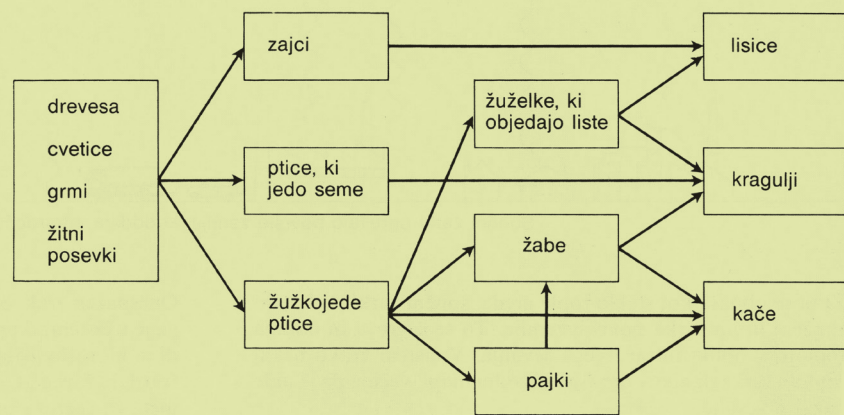 drevesa
cvetice
grmi
žitni
posevki
zajci
ptice, ki
jedo seme
žužkojede
ptice
žuželke, ki
objedajo liste
žabe
pajki
lisice
kragulji
kače